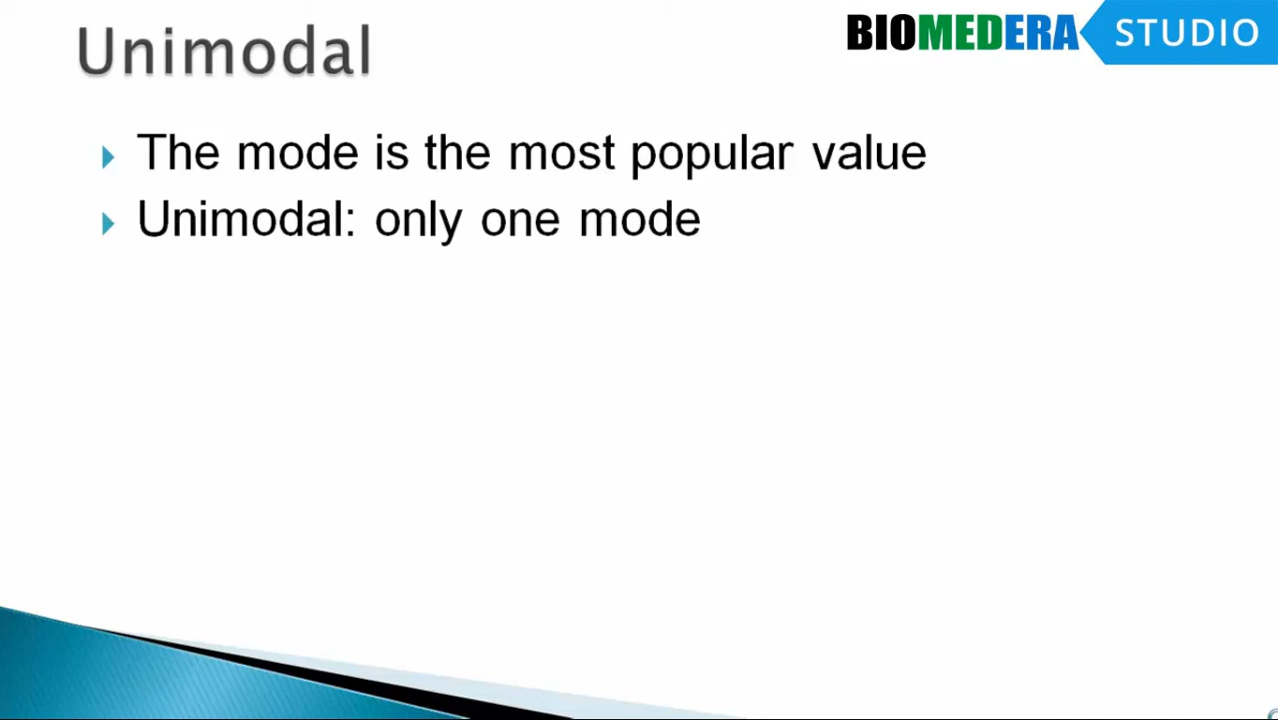 Unimodal
BIOMEDERA STUDIO
The mode is the most popular value
Unimodal: only one mode